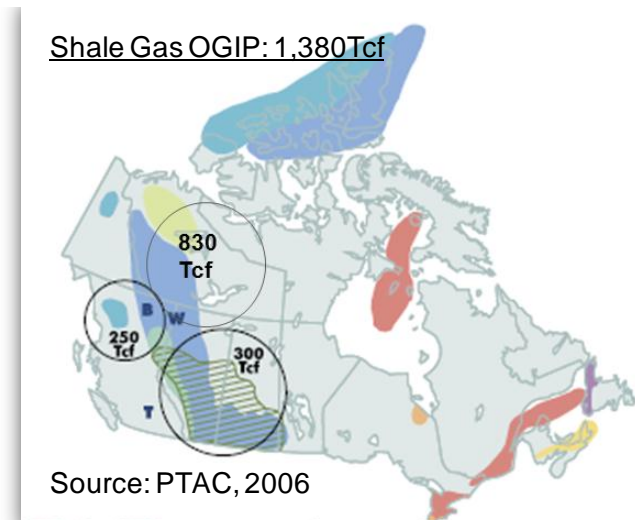 Shale Gas OGIP: 1,380Tcf
830
Tcf
B
W
250
Tcf
300
Tcf
T
Source: PTAC, 2006